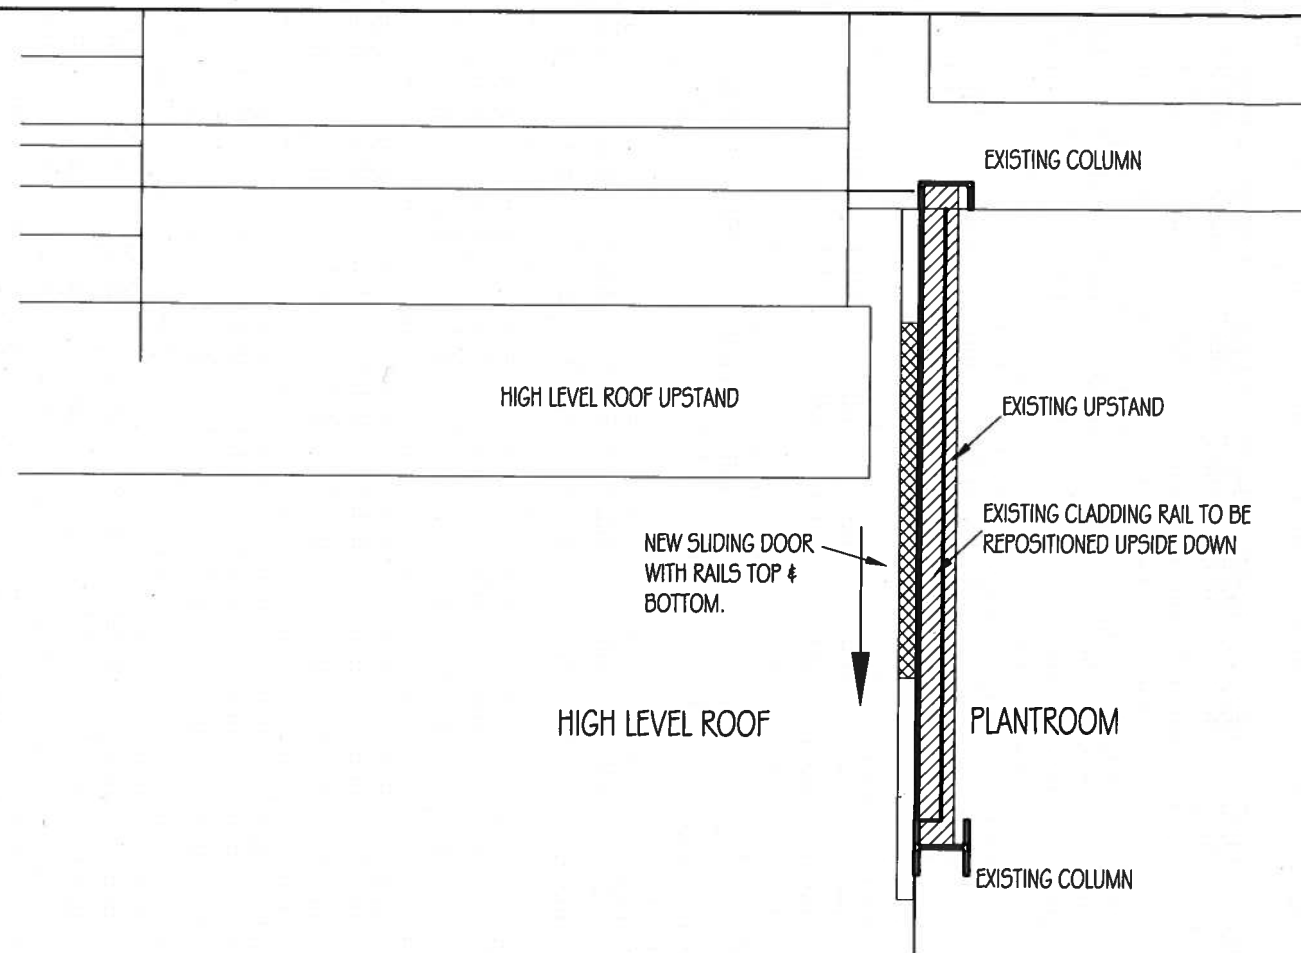 EXISTING COLUMN
HIGH LEVEL ROOF UPSTAND
EXISTING UPSTAND
EXISTING CLADDING RAIL TO BE
REPOSITIONED UPSIDE DOWN
NEW SLIDING DOOR
WITH RAILS TOP &
BOTTOM.
HIGH LEVEL ROOF
PLANTROOM
EXISTING COLUMN